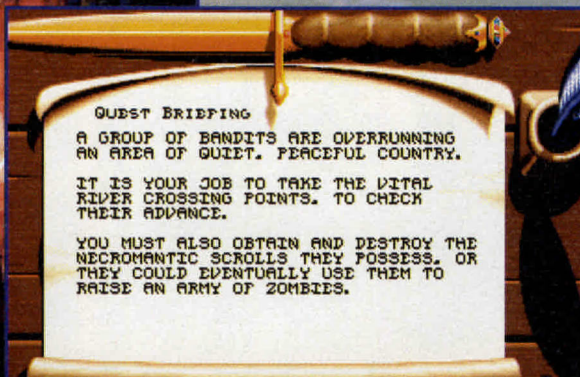 QUEST BRIEFING
A GROUP OF BANDITS ARE OVERRUNNING
AN AREA OF QUIET, PEACEFUL COUNTRY.
IT IS YOUR JOB TO TAKE THE VITAL
RIVER CROSSING POINTS, TO CHECK
THEIR ADVANCE.
YOU MUST ALSO OBTAIN AND DESTROY THE
NECROMANTIC SCROLLS THEY POSSESS, OR
THEY COULD EVENTUALLY USE THEM TO
RAISE AN ARMY OF ZOMBIES.